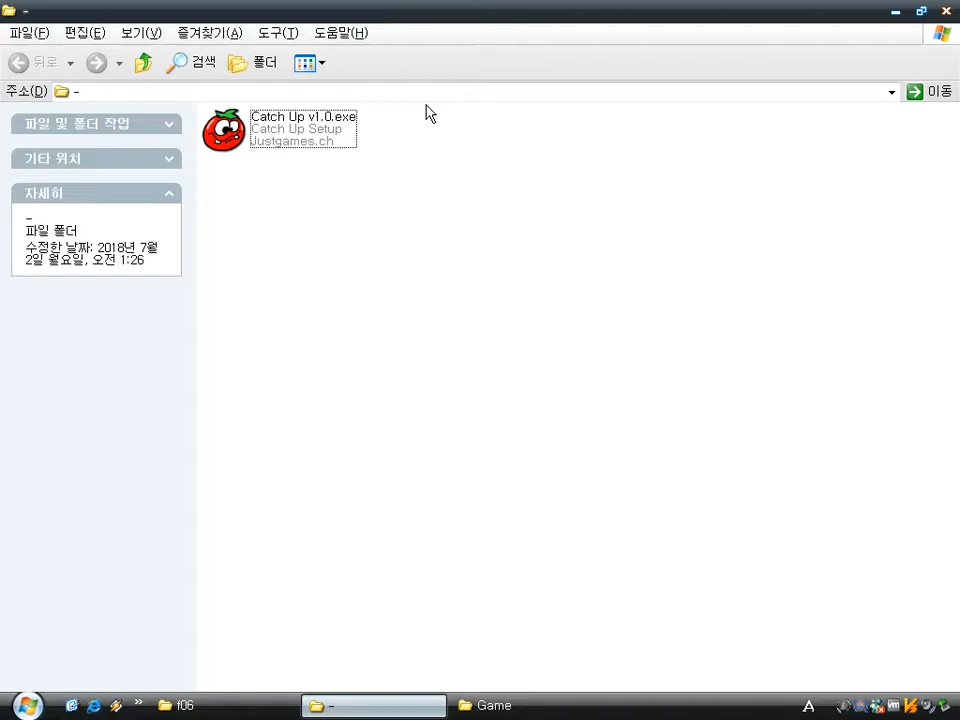 -
파일(F) 편집(E) 보기(V) 즐겨찾기(A) 도구(T) 도움말(H)
뒤로 검색 폴더
주소(D) - 이동
파일 및 폴더 작업
기타 위치
자세히
-
파일 폴더
수정한 날짜: 2018년 7월
2일 월요일, 오전 1:26
Catch Up v1.0.exe
Catch Up Setup
Justgames.ch
f06 - Game A